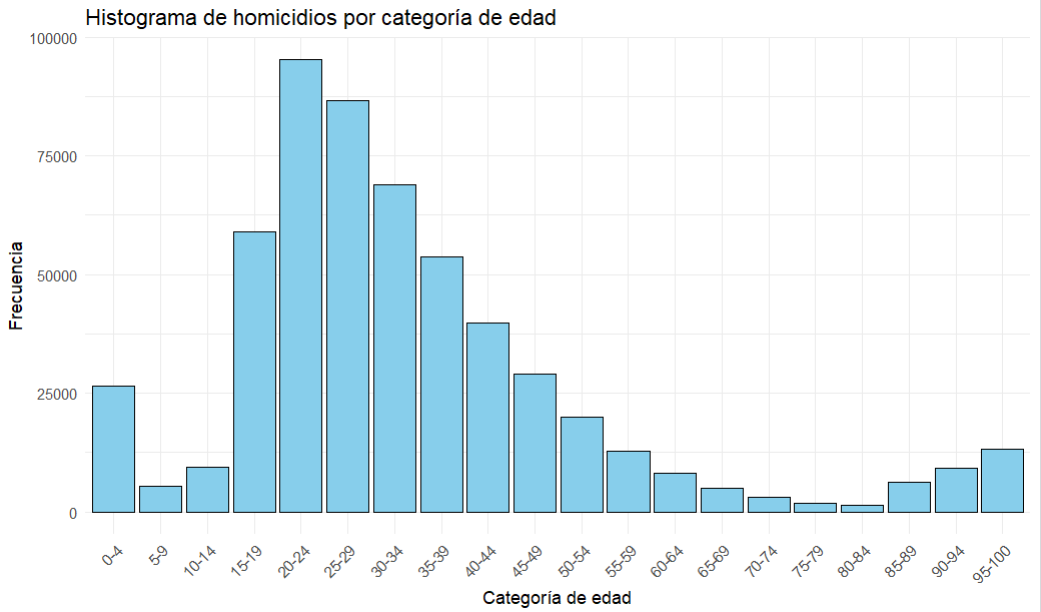 Histograma de homicidios por categoría de edad
100000
75000
50000
25000
0
Frecuencia
0-4 5-9 10-14 15-19 20-24 25-29 30-34 35-39 40-44 45-49 50-54 55-59 60-64 65-69 70-74 75-79 80-84 85-89 90-94 95-100
Categoría de edad